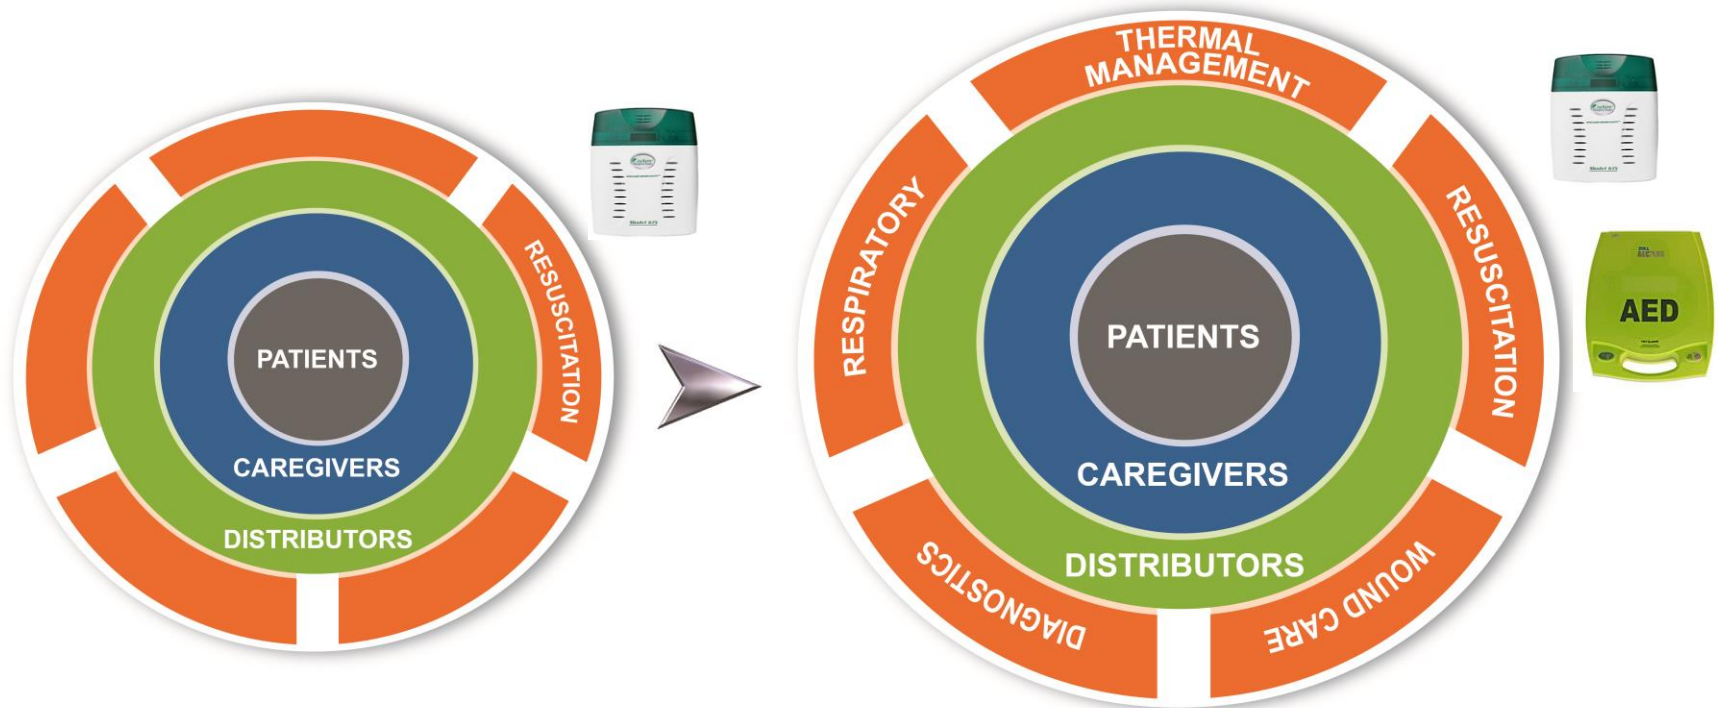 RESUSCITATION
PATIENTS
CAREGIVERS
DISTRIBUTORS
THERMAL
MANAGEMENT
RESPIRATORY
RESUSCITATION
PATIENTS
CAREGIVERS
DISTRIBUTORS
DIAGNOSTICS
WOUND CARE
AED